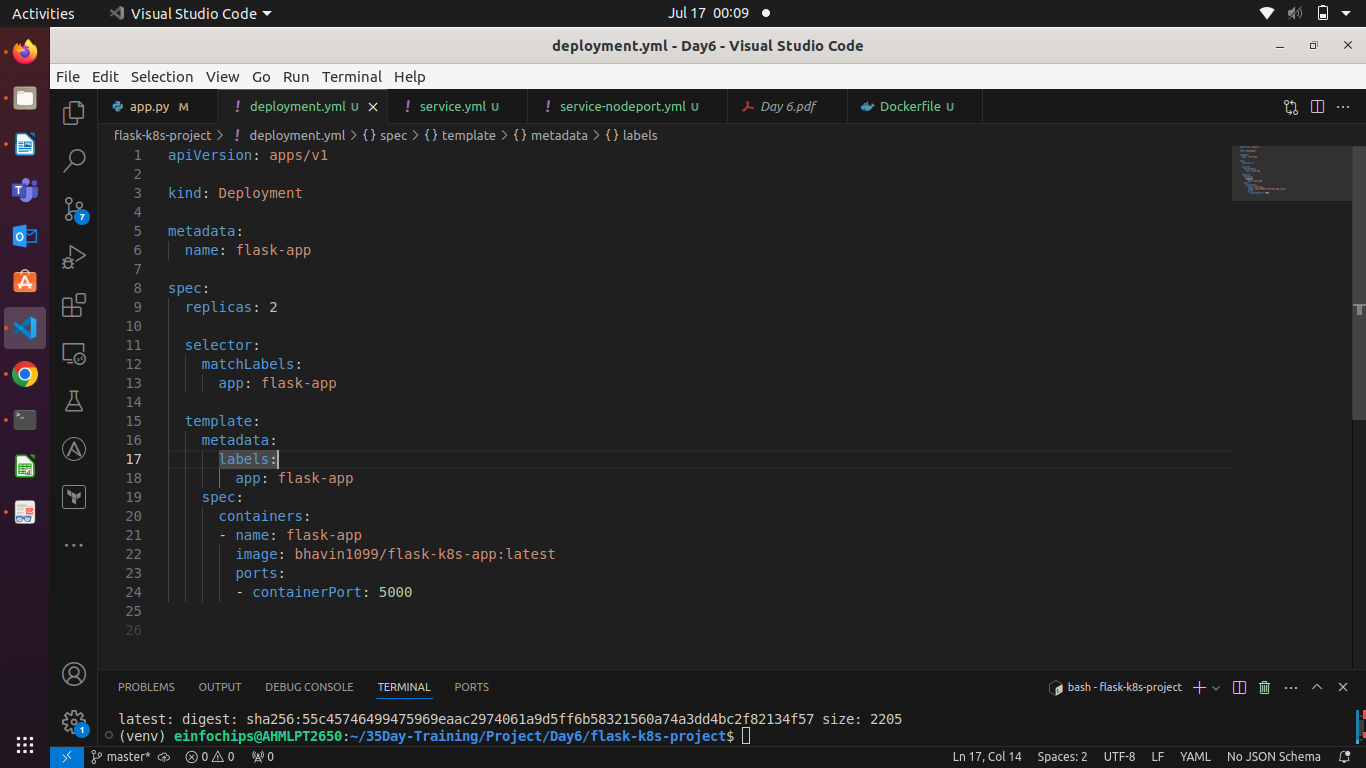 Activities Visual Studio Code Jul 17 00:09
deployment.yml - Day6 - Visual Studio Code
File Edit Selection View Go Run Terminal Help
app.py M deployment.yml U service.yml U service-nodeport.yml U Day 6.pdf Dockerfile U
flask-k8s-project > deployment.yml > {} spec > {} template > {} metadata > {} labels
1 apiVersion: apps/v1
2
3 kind: Deployment
4
5 metadata:
6 name: flask-app
7
8 spec:
9 replicas: 2
10
11 selector:
12 matchLabels:
13 app: flask-app
14
15 template:
16 metadata:
17 labels:
18 app: flask-app
19 spec:
20 containers:
21 - name: flask-app
22 image: bhavin1099/flask-k8s-app:latest
23 ports:
24 - containerPort: 5000
25
26
7
1
PROBLEMS OUTPUT DEBUG CONSOLE TERMINAL PORTS bash - flask-k8s-project
latest: digest: sha256:55c45746499475969eaac2974061a9d5ff6b58321560a74a3dd4bc2f82134f57 size: 2205
(venv) einfochips@AHMLPT2650:~/35Day-Training/Project/Day6/flask-k8s-project$
master* 0 0 0 Ln 17, Col 14 Spaces: 2 UTF-8 LF YAML No JSON Schema